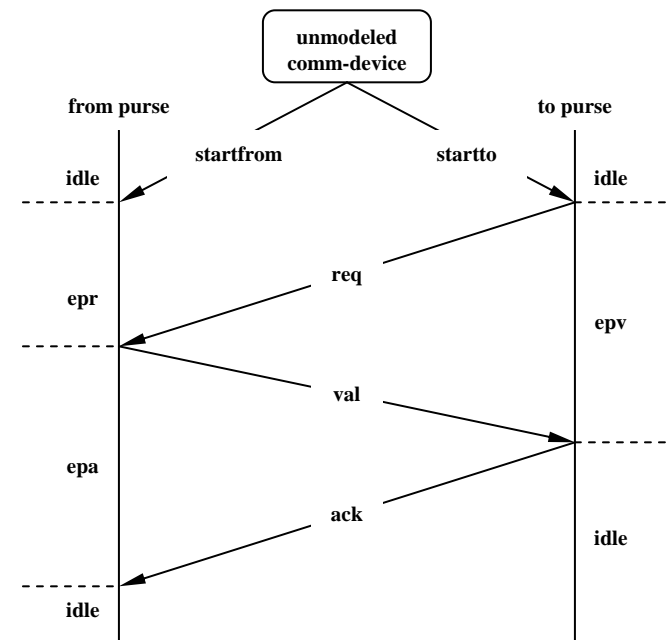 unmodeled
comm-device
from purse
to purse
startfrom
startto
idle
idle
req
epr
epv
val
epa
ack
idle
idle